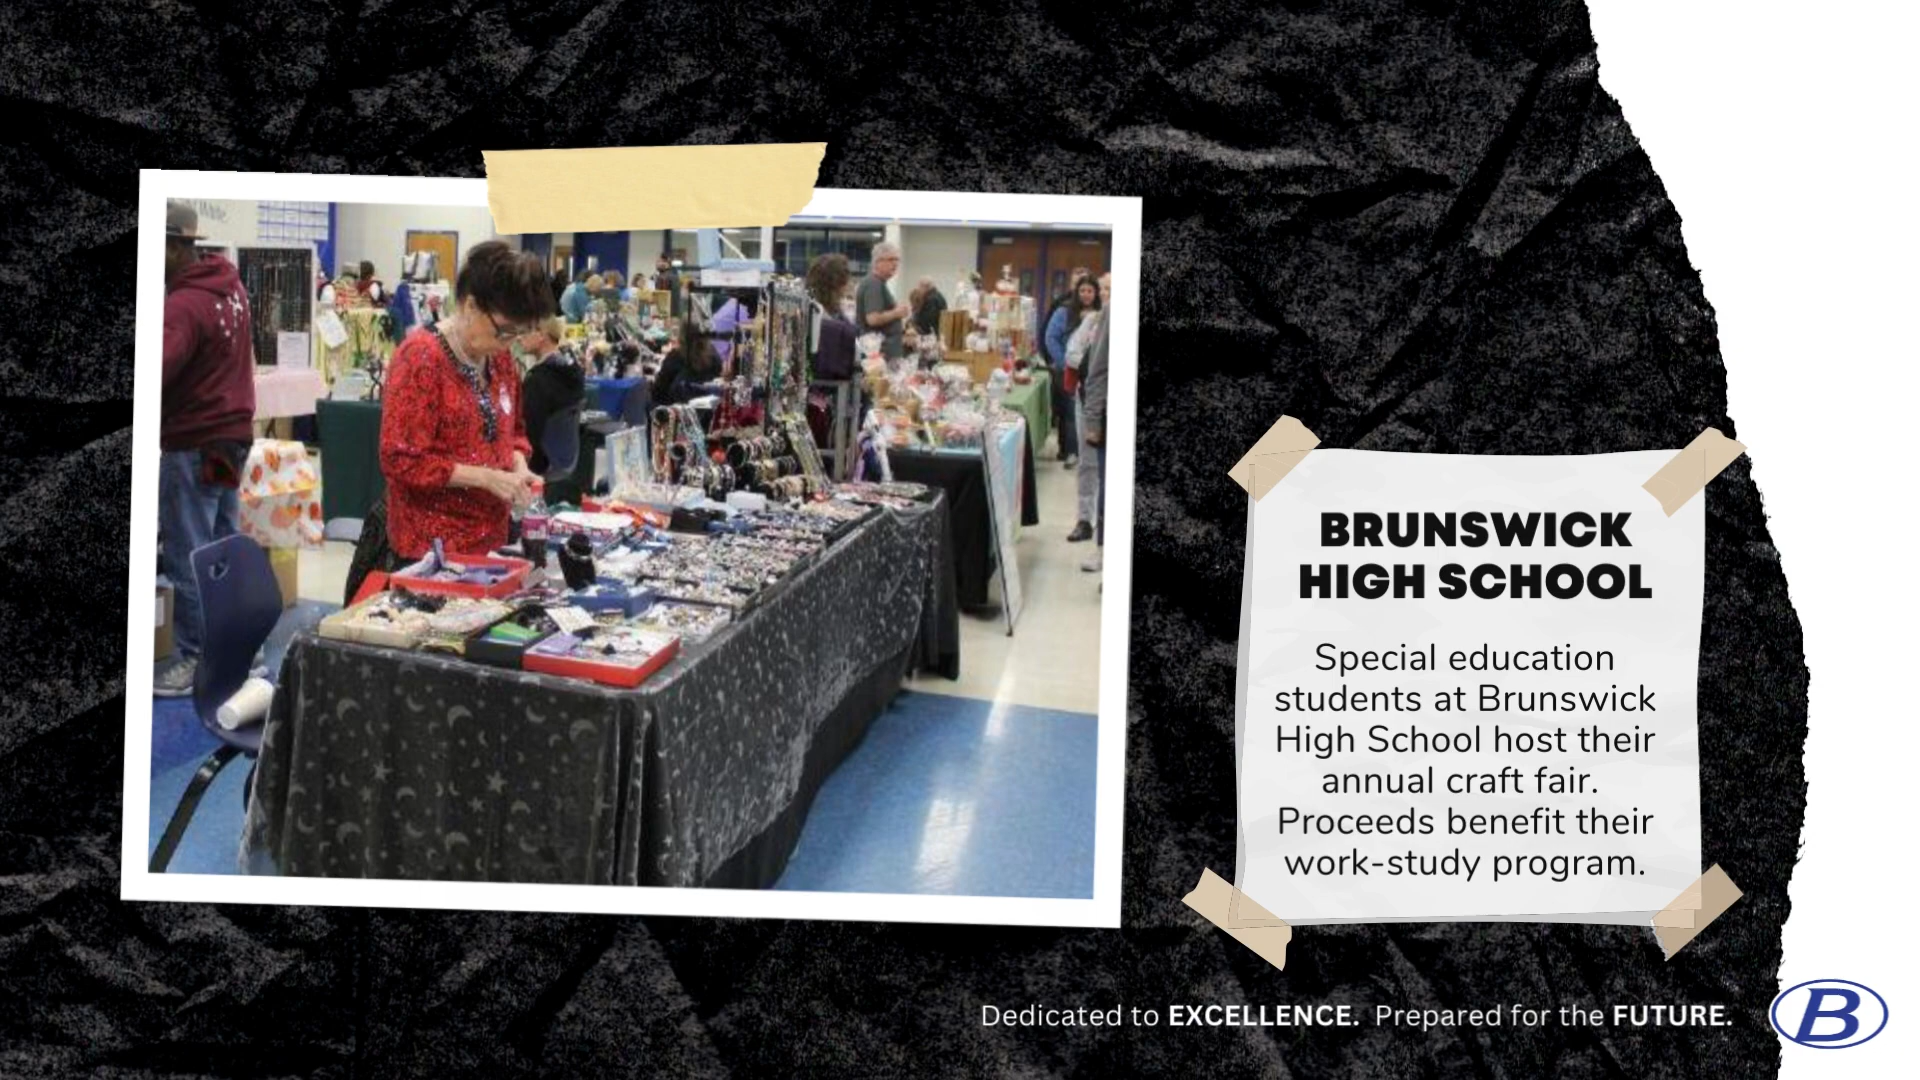 BRUNSWICK
HIGH SCHOOL
Special education
students at Brunswick
High School host their
annual craft fair.
Proceeds benefit their
work-study program.
Dedicated to EXCELLENCE. Prepared for the FUTURE.
B